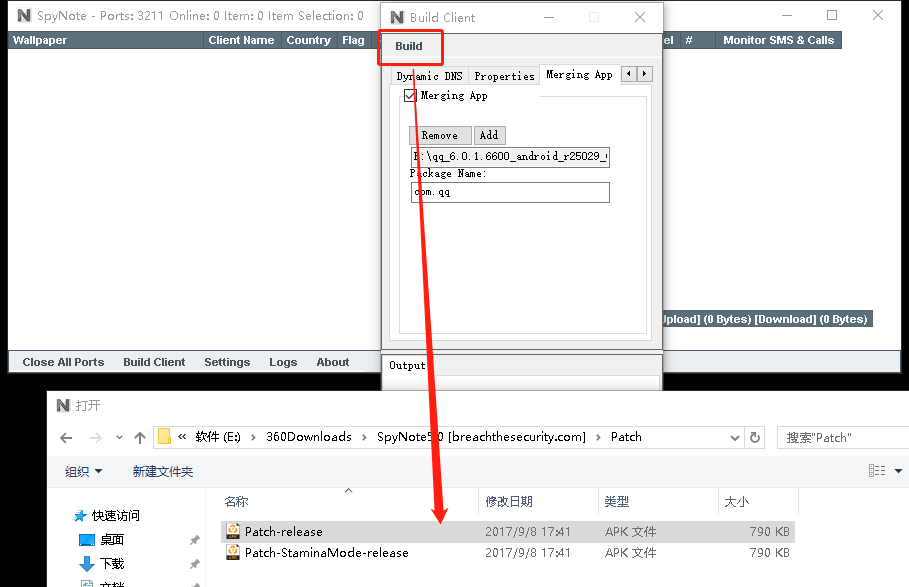 SpyNote - Ports: 3211 Online: 0 Item: 0 Item Selection: 0
Build Client
Wallpaper Client Name Country Flag # Monitor SMS & Calls
Build
Dynamic DNS Properties Merging App
Merging App
Remove Add
:\qq_6.0.1.6600_android_r25029_
Package Name:
com.qq
Upload] (0 Bytes) [Download] (0 Bytes)
Close All Ports Build Client Settings Logs About
Output
打开
« 软件 (E:) › 360Downloads › SpyNote5.0 [breachthesecurity.com] › Patch
搜索"Patch"
组织 新建文件夹
名称 修改日期 类型 大小
快速访问
Patch-release 2017/9/8 17:41 APK 文件 790 KB
桌面
Patch-StaminaMode-release 2017/9/8 17:41 APK 文件 790 KB
下载
文档